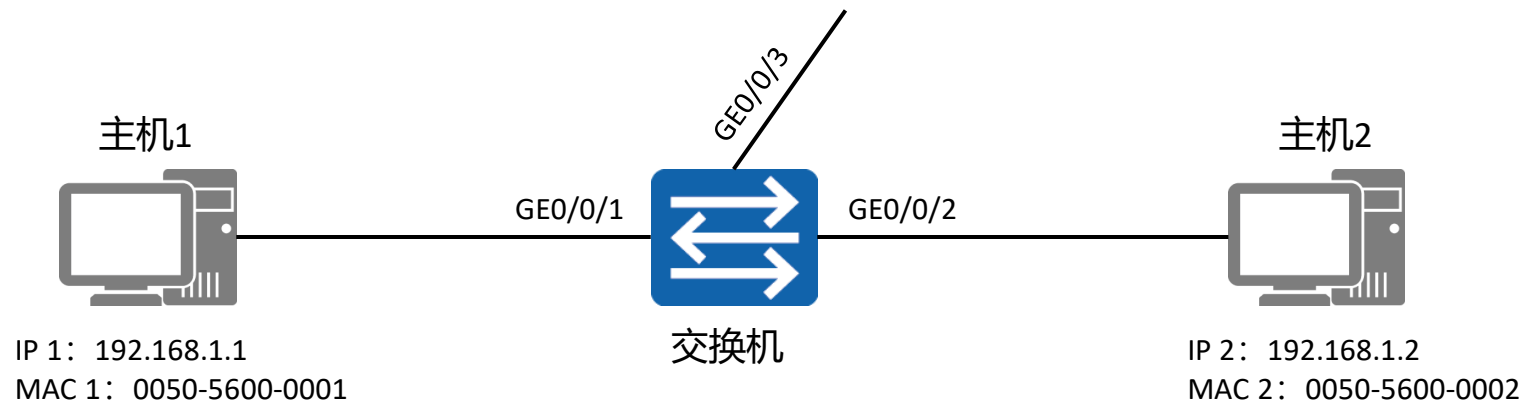 GE0/0/3
主机1
主机2
GE0/0/1
GE0/0/2
交换机
IP 1：192.168.1.1
MAC 1：0050-5600-0001
IP 2：192.168.1.2
MAC 2：0050-5600-0002